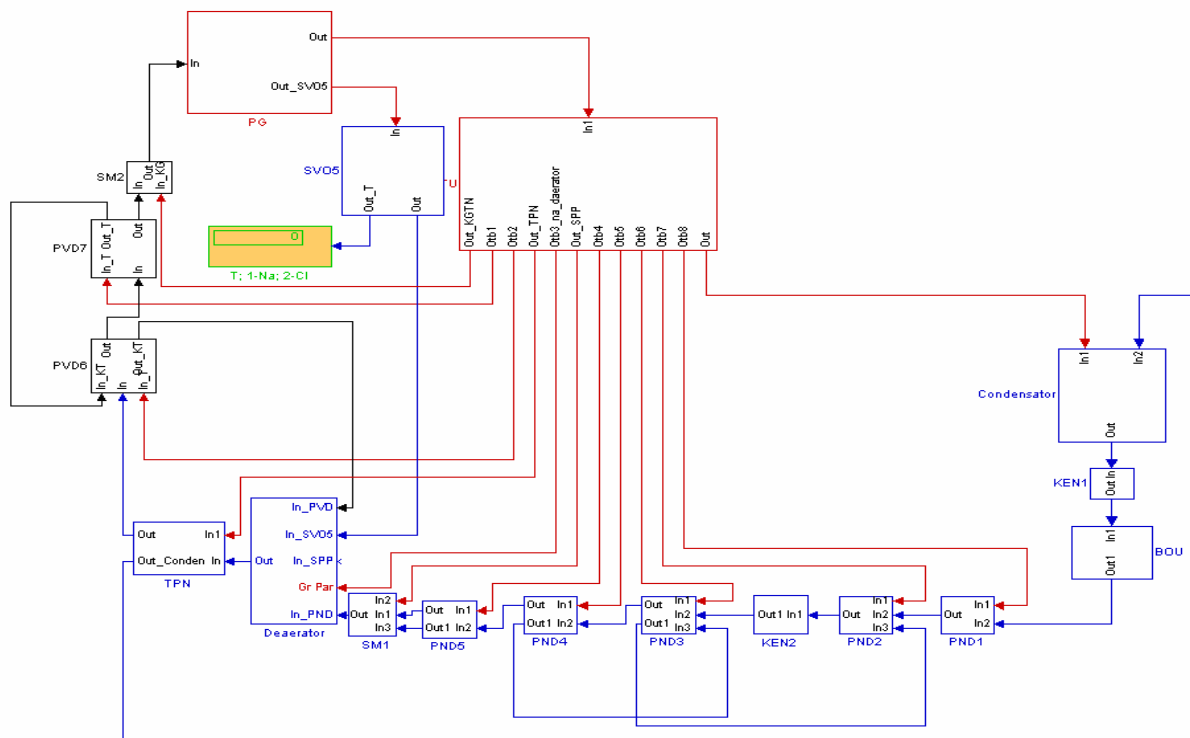 Out
In
Out_SVO5
PG
In
SVO5
Out_T
Out
In1
U
Out_KGTN
Otb1
Otb2
Out_TPN
Otb3_na_daerator
Out_SPP
Otb4
Otb5
Otb6
Otb7
Otb8
Out
SM2
Out
In
In_KG
PVD7
Out_T
Out
In_T
In
0
T; 1-Na; 2-Cl
PVD6
Out
Out_KT
In_KT
In
In1
In2
Condensator
Out
KEN1
In
Out
In1
BOU
Out1
Out
In1
Out_Conden
In
TPN
In_PVD
In_SVO5
Out
In_SPP
Gr Par
In_PND
Deaerator
In2
Out
In1
In3
SM1
Out
In1
Out1
In2
PND5
Out
In1
Out1
In2
PND4
Out
In1
In2
Out1
In3
PND3
Out1
In1
KEN2
In1
Out
In2
In3
PND2
Out
In1
In2
PND1